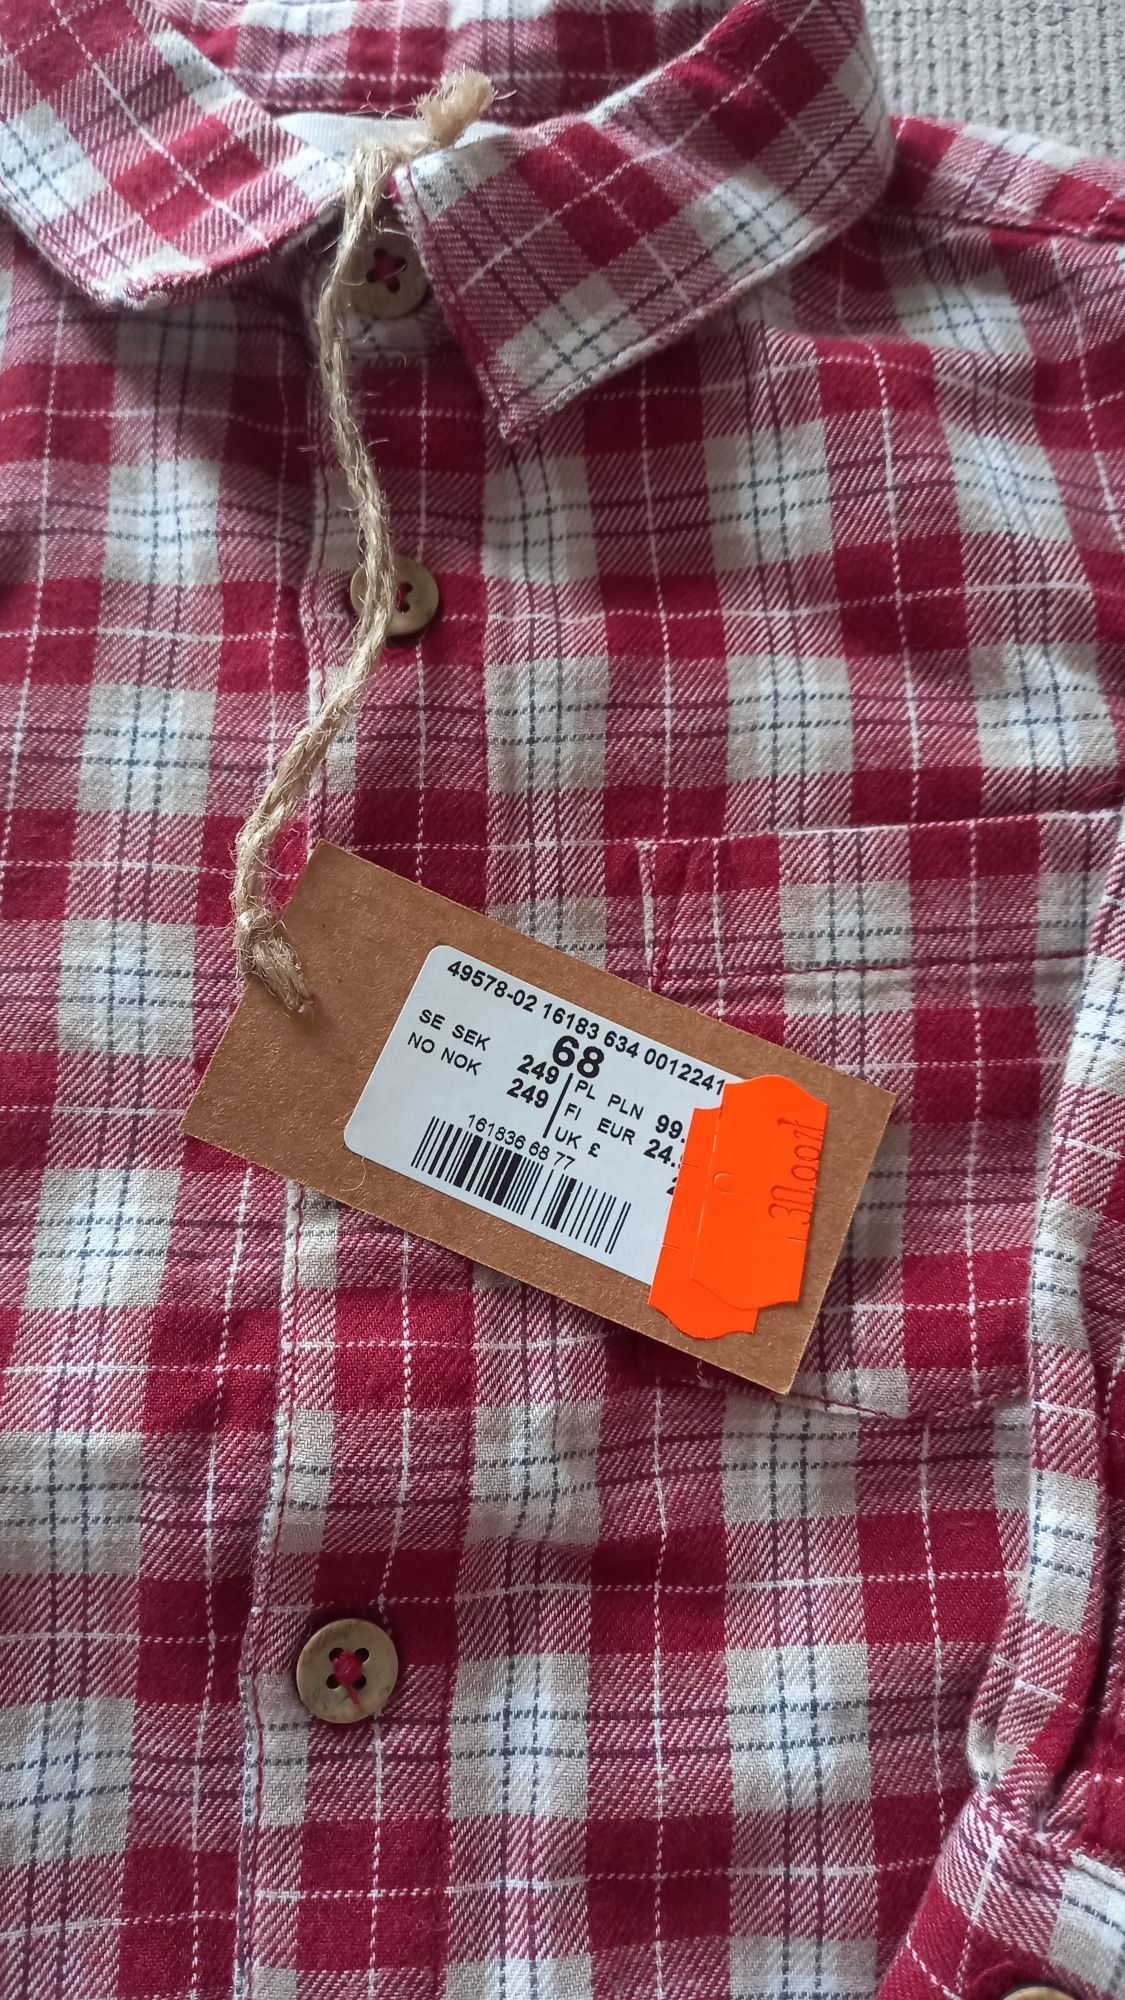 49578-02 16183 634 0012241
68
SE SEK 249
NO NOK 249
PL PLN 99.
FI EUR 24.
UK £
161836 68 77
30,00zł